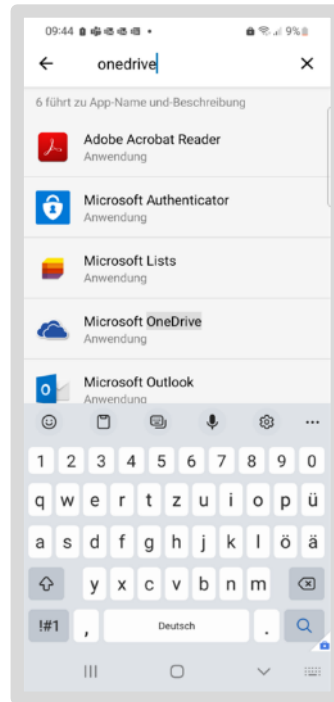 09:44
9%
onedrive
6 führt zu App-Name und-Beschreibung
Adobe Acrobat Reader
Anwendung
Microsoft Authenticator
Anwendung
Microsoft Lists
Anwendung
Microsoft OneDrive
Anwendung
Microsoft Outlook
Anwendung
1 2 3 4 5 6 7 8 9 0
q w e r t z u i o p ü
a s d f g h j k l ö ä
y x c v b n m
!#1 , Deutsch .